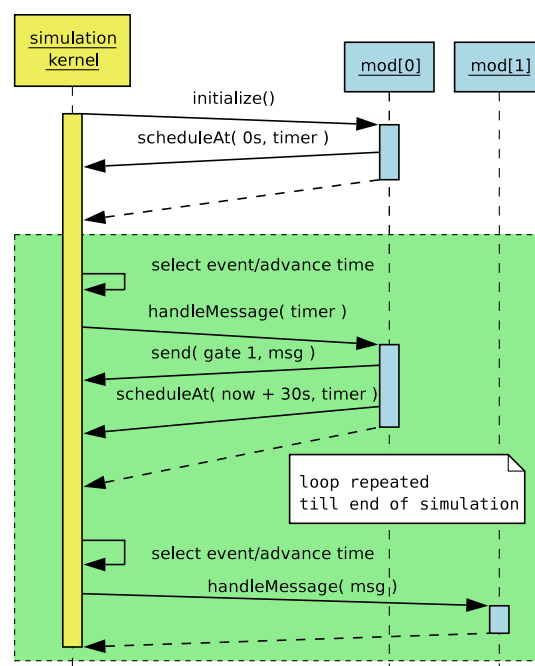 simulation
kernel
mod[0]
mod[1]
initialize()
scheduleAt( 0s, timer )
select event/advance time
handleMessage( timer )
send( gate 1, msg )
scheduleAt( now + 30s, timer )
loop repeated
till end of simulation
select event/advance time
handleMessage( msg )